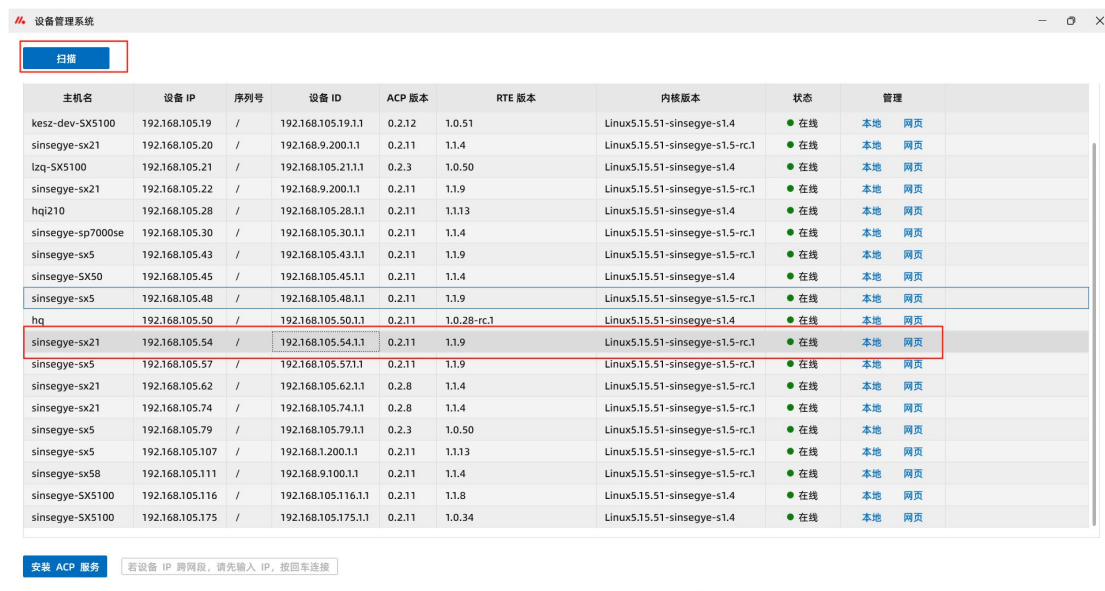 设备管理系统
扫描
主机名 设备 IP 序列号 设备 ID ACP 版本 RTE 版本 内核版本 状态 管理
kesz-dev-SX5100 192.168.105.19 / 192.168.105.19.1.1 0.2.12 1.0.51 Linux5.15.51-sinsegye-s1.4 在线 本地 网页
sinsegye-sx21 192.168.105.20 / 192.168.9.200.1.1 0.2.11 1.1.4 Linux5.15.51-sinsegye-s1.5-rc.1 在线 本地 网页
lzq-SX5100 192.168.105.21 / 192.168.105.21.1.1 0.2.3 1.0.50 Linux5.15.51-sinsegye-s1.4 在线 本地 网页
sinsegye-sx21 192.168.105.22 / 192.168.9.200.1.1 0.2.11 1.1.9 Linux5.15.51-sinsegye-s1.5-rc.1 在线 本地 网页
hqi210 192.168.105.28 / 192.168.105.28.1.1 0.2.11 1.1.13 Linux5.15.51-sinsegye-s1.4 在线 本地 网页
sinsegye-sp7000se 192.168.105.30 / 192.168.105.30.1.1 0.2.11 1.1.4 Linux5.15.51-sinsegye-s1.5-rc.1 在线 本地 网页
sinsegye-sx5 192.168.105.43 / 192.168.105.43.1.1 0.2.11 1.1.9 Linux5.15.51-sinsegye-s1.5-rc.1 在线 本地 网页
sinsegye-SX50 192.168.105.45 / 192.168.105.45.1.1 0.2.11 1.1.4 Linux5.15.51-sinsegye-s1.4 在线 本地 网页
sinsegye-sx5 192.168.105.48 / 192.168.105.48.1.1 0.2.11 1.1.9 Linux5.15.51-sinsegye-s1.5-rc.1 在线 本地 网页
hq 192.168.105.50 / 192.168.105.50.1.1 0.2.11 1.0.28-rc.1 Linux5.15.51-sinsegye-s1.4 在线 本地 网页
sinsegye-sx21 192.168.105.54 / 192.168.105.54.1.1 0.2.11 1.1.9 Linux5.15.51-sinsegye-s1.5-rc.1 在线 本地 网页
sinsegye-sx5 192.168.105.57 / 192.168.105.57.1.1 0.2.11 1.1.9 Linux5.15.51-sinsegye-s1.5-rc.1 在线 本地 网页
sinsegye-sx21 192.168.105.62 / 192.168.105.62.1.1 0.2.8 1.1.4 Linux5.15.51-sinsegye-s1.5-rc.1 在线 本地 网页
sinsegye-sx21 192.168.105.74 / 192.168.105.74.1.1 0.2.8 1.1.4 Linux5.15.51-sinsegye-s1.5-rc.1 在线 本地 网页
sinsegye-sx5 192.168.105.79 / 192.168.105.79.1.1 0.2.3 1.0.50 Linux5.15.51-sinsegye-s1.5-rc.1 在线 本地 网页
sinsegye-sx5 192.168.105.107 / 192.168.1.200.1.1 0.2.11 1.1.13 Linux5.15.51-sinsegye-s1.5-rc.1 在线 本地 网页
sinsegye-sx58 192.168.105.111 / 192.168.9.100.1.1 0.2.11 1.1.4 Linux5.15.51-sinsegye-s1.5-rc.1 在线 本地 网页
sinsegye-SX5100 192.168.105.116 / 192.168.105.116.1.1 0.2.11 1.1.8 Linux5.15.51-sinsegye-s1.4 在线 本地 网页
sinsegye-SX5100 192.168.105.175 / 192.168.105.175.1.1 0.2.11 1.0.34 Linux5.15.51-sinsegye-s1.4 在线 本地 网页
安装 ACP 服务 若设备 IP 跨网段，请先输入 IP，按回车连接